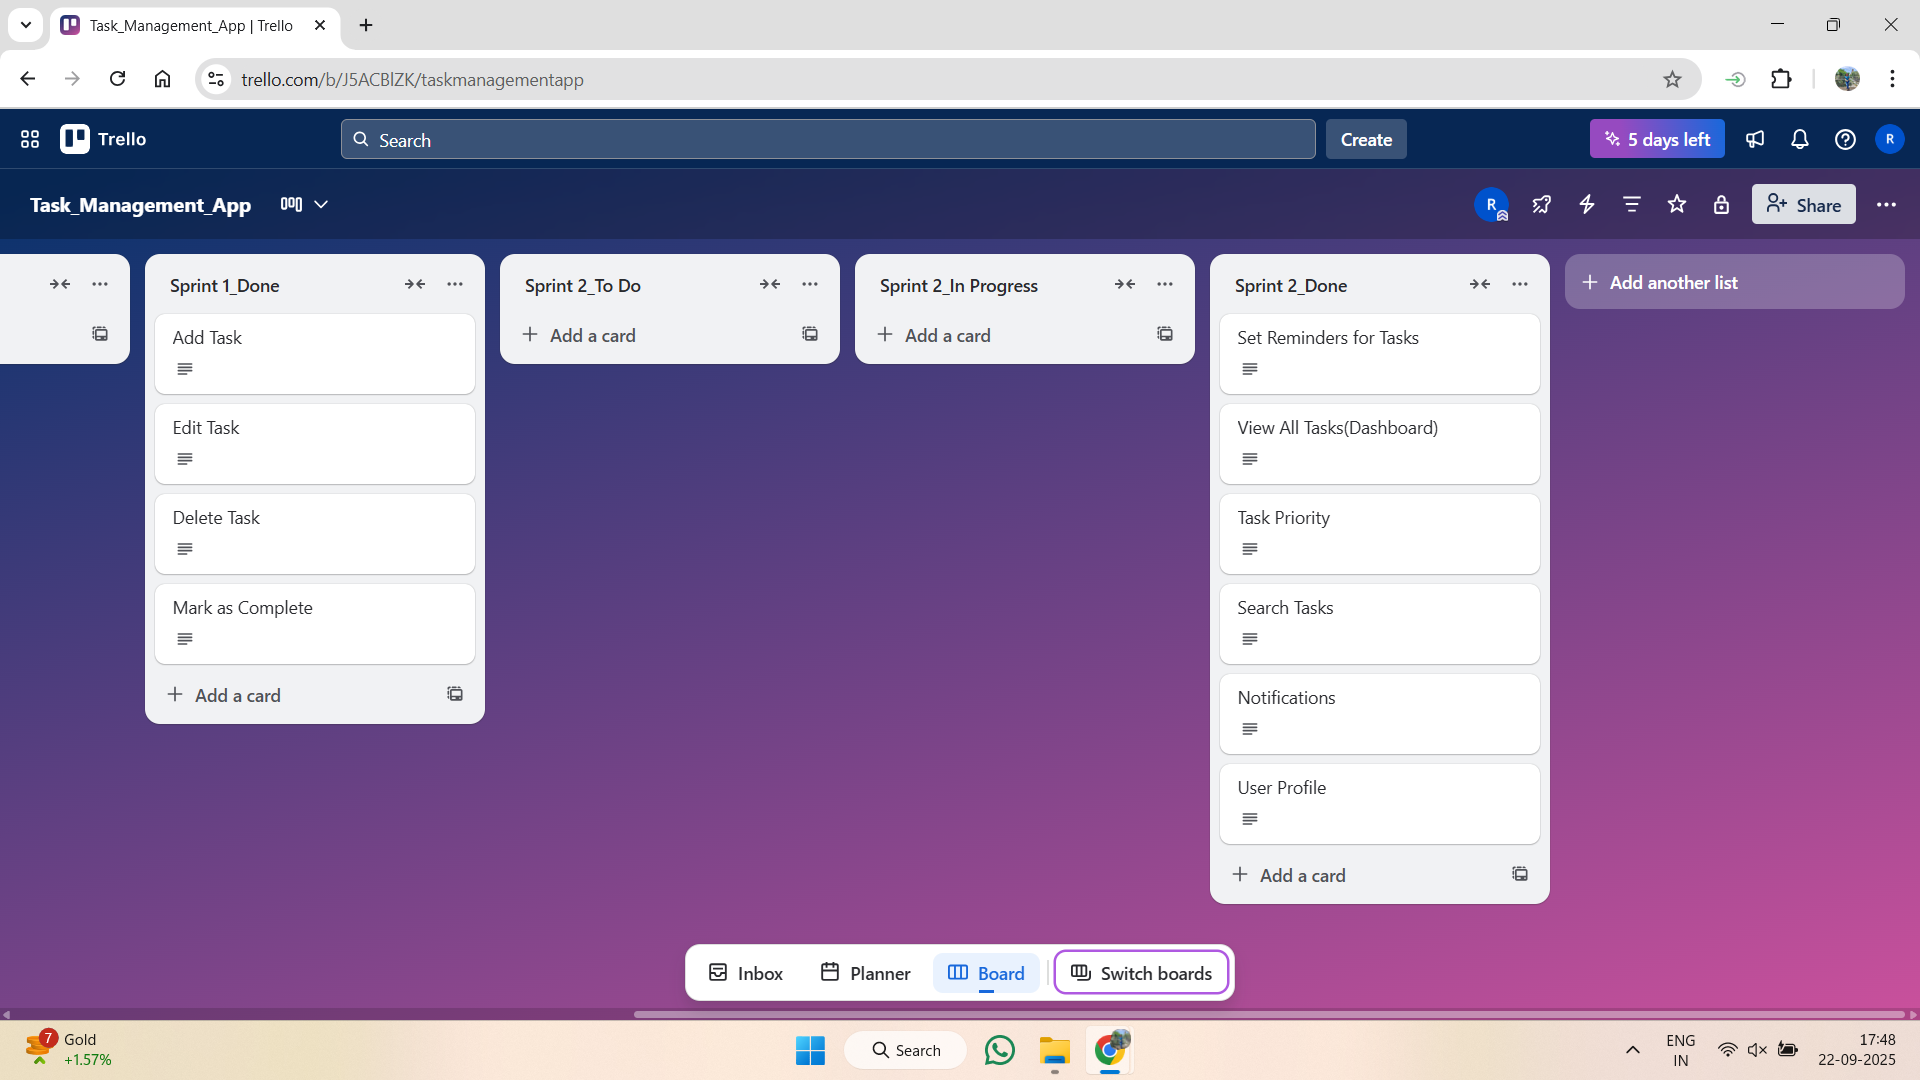 Task_Management_App | Trello
trello.com/b/J5ACBlZK/taskmanagementapp
Trello
Search
Create
5 days left
R
Task_Management_App
R
Share
Sprint 1_Done
Add Task
Edit Task
Delete Task
Mark as Complete
Add a card
Sprint 2_To Do
Add a card
Sprint 2_In Progress
Add a card
Sprint 2_Done
Set Reminders for Tasks
View All Tasks(Dashboard)
Task Priority
Search Tasks
Notifications
User Profile
Add a card
Add another list
Inbox
Planner
Board
Switch boards
7
Gold
+1.57%
Search
ENG
IN
17:48
22-09-2025